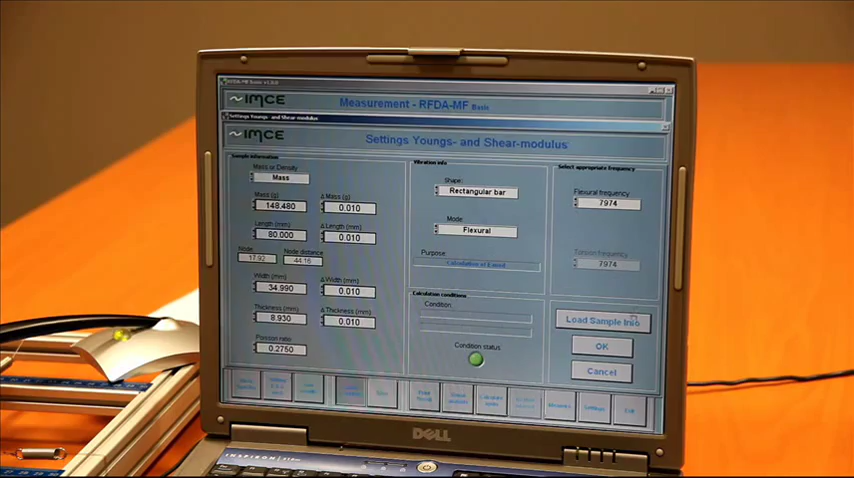 RFDA-MF Basic v1.3.0
IMCE
Measurement - RFDA-MF Basic
Settings Youngs- and Shear-modulus
IMCE
Settings Youngs- and Shear-modulus
Sample information
Mass or Density
Mass
Mass (g)
148.480
Δ Mass (g)
0.010
Length (mm)
80.000
Δ Length (mm)
0.010
Node
17.92
Node distance
44.16
Width (mm)
34.990
Δ Width (mm)
0.010
Thickness (mm)
8.930
Δ Thickness (mm)
0.010
Poisson ratio
0.2750
Vibration info
Shape:
Rectangular bar
Mode:
Flexural
Purpose:
Calculation of E mod
Calculation conditions
Condition:
Condition status:
Select appropriate frequency
Flexural frequency:
7974
Torsion frequency:
7974
Load Sample Info
OK
Cancel
Settings
Exit
DELL
INSPIRON